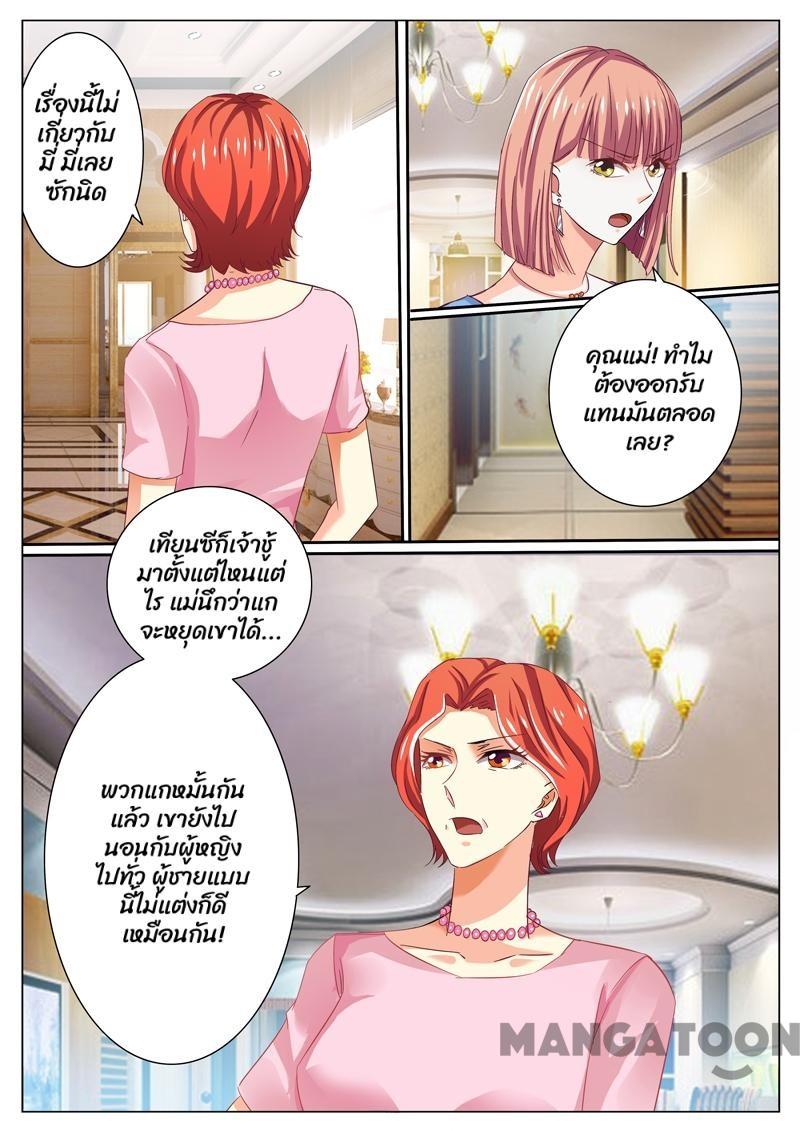 เรื่องนี้ไม่
เกี่ยวกับ
มี่ มี่เลย
ซักนิด
คุณแม่! ทำไม
ต้องออกรับ
แทนมันตลอด
เลย?
เทียนซีก็เจ้าชู้
มาตั้งแต่ไหนแต่
ไร แม่นึกว่าแก
จะหยุดเขาได้...
พวกแกหมั้นกัน
แล้ว เขายังไป
นอนกับผู้หญิง
ไปทั่ว ผู้ชายแบบ
นี้ไม่แต่งก็ดี
เหมือนกัน!
MANGATOON